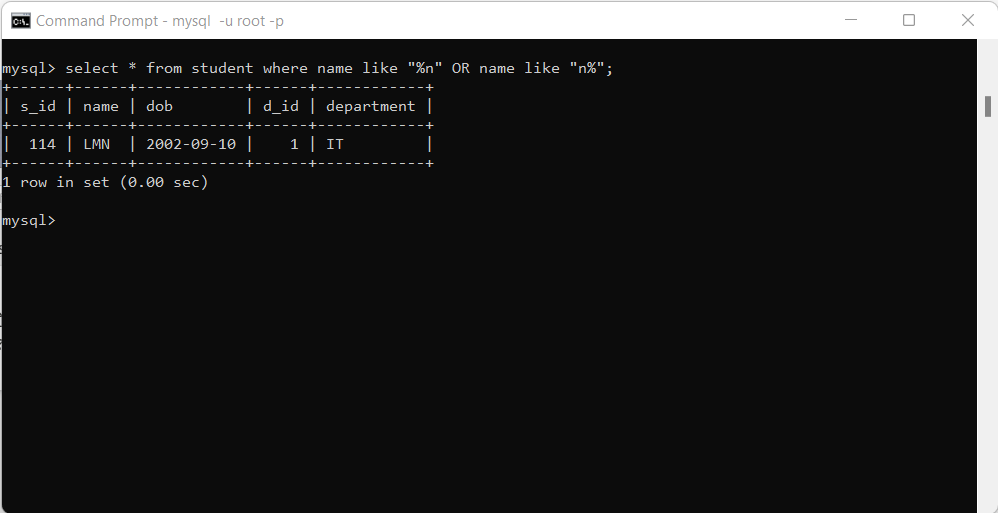 Command Prompt - mysql -u root -p
mysql> select * from student where name like "%n" OR name like "n%";
+------+------+------------+------+------------+
| s_id | name | dob        | d_id | department |
+------+------+------------+------+------------+
|  114 | LMN  | 2002-09-10 |    1 | IT         |
+------+------+------------+------+------------+
1 row in set (0.00 sec)
mysql>